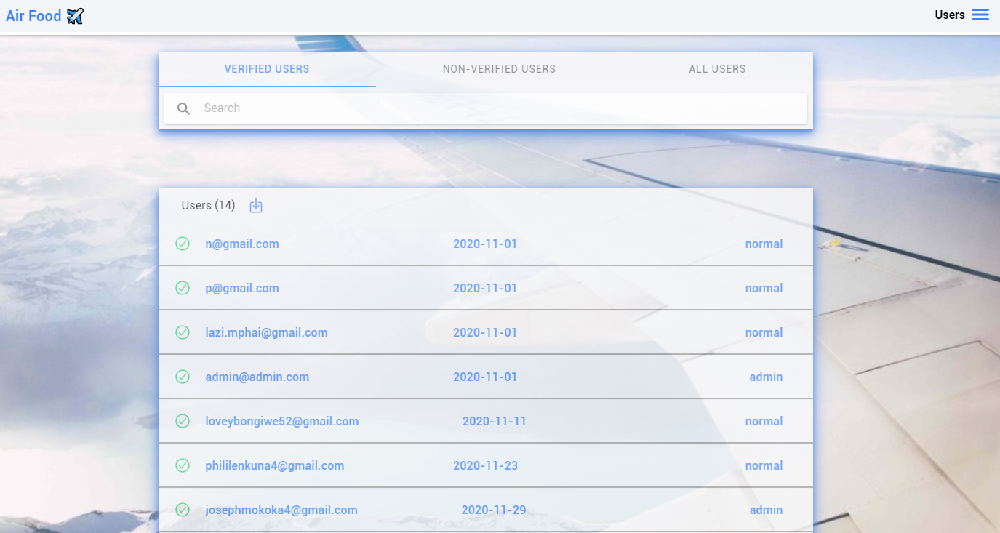 Air Food
Users
VERIFIED USERS NON-VERIFIED USERS ALL USERS
Search
Users (14)
n@gmail.com 2020-11-01 normal
p@gmail.com 2020-11-01 normal
lazi.mphai@gmail.com 2020-11-01 normal
admin@admin.com 2020-11-01 admin
loveybongiwe52@gmail.com 2020-11-11 normal
phililenkuna4@gmail.com 2020-11-23 normal
josephmokoka4@gmail.com 2020-11-29 admin